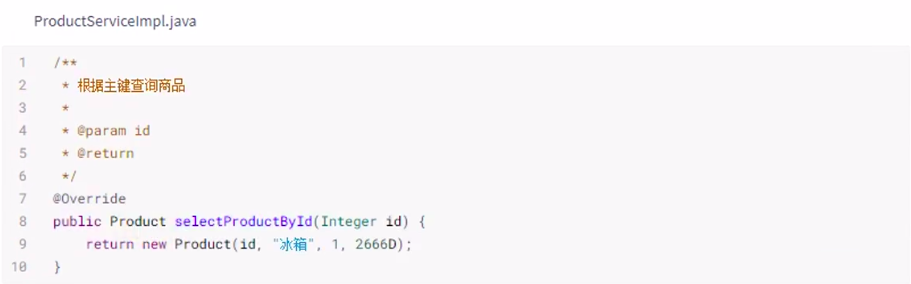 ProductServiceImpl.java
1 /**
2  * 根据主键查询商品
3  *
4  * @param id
5  * @return
6  */
7 @Override
8 public Product selectProductById(Integer id) {
9     return new Product(id, "冰箱", 1, 2666D);
10 }